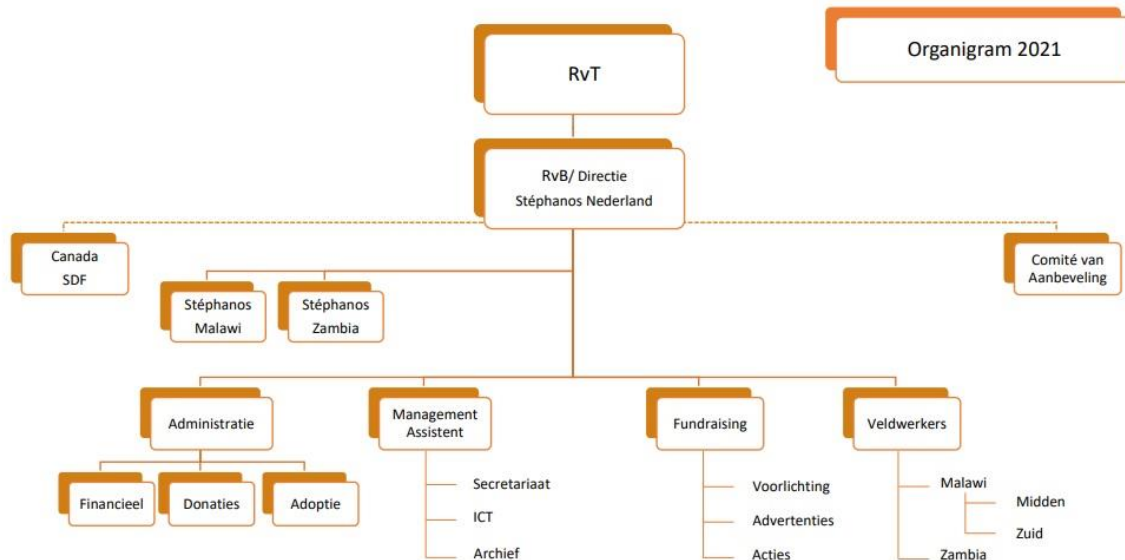 Organigram 2021
RvT
RvB/ Directie
Stéphanos Nederland
Canada
SDF
Comité van
Aanbeveling
Stéphanos
Malawi
Stéphanos
Zambia
Administratie
Management
Assistent
Fundraising
Veldwerkers
Financieel
Donaties
Adoptie
Secretariaat
ICT
Archief
Voorlichting
Advertenties
Acties
Malawi
Midden
Zuid
Zambia